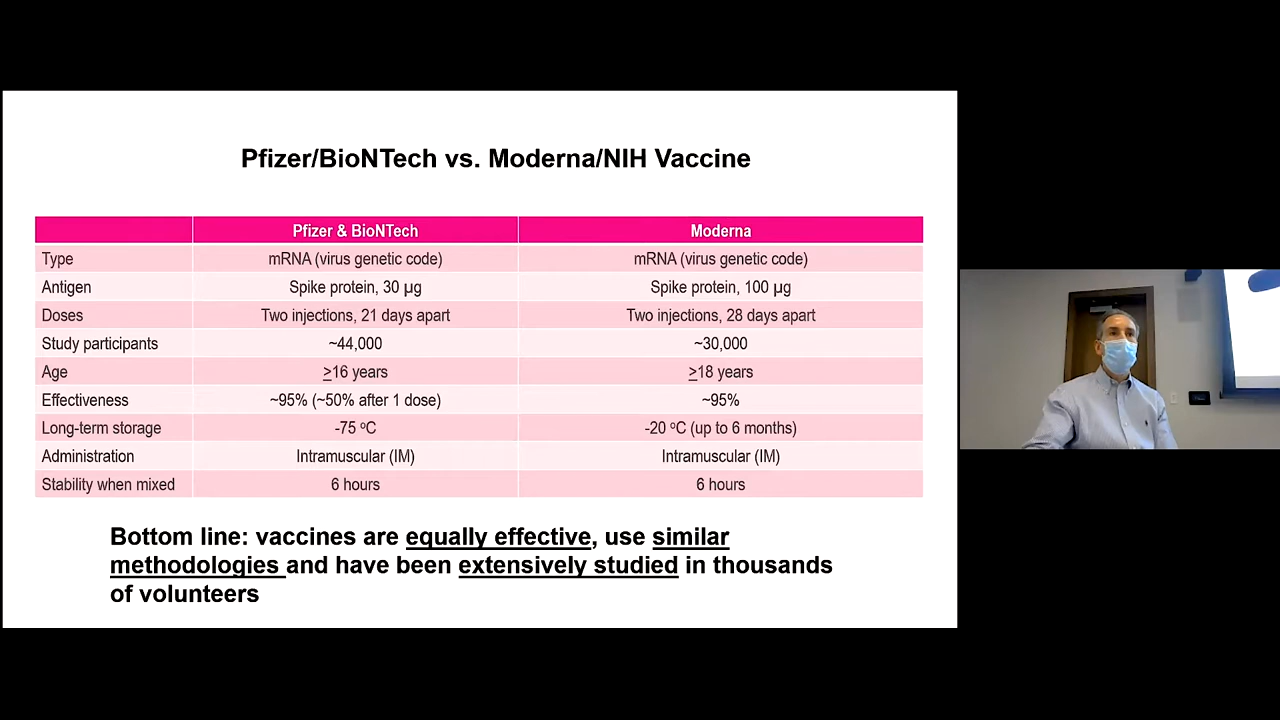 Pfizer/BioNTech vs. Moderna/NIH Vaccine
Pfizer & BioNTech Moderna
Type mRNA (virus genetic code) mRNA (virus genetic code)
Antigen Spike protein, 30 µg Spike protein, 100 µg
Doses Two injections, 21 days apart Two injections, 28 days apart
Study participants ~44,000 ~30,000
Age ≥16 years ≥18 years
Effectiveness ~95% (~50% after 1 dose) ~95%
Long-term storage -75 ºC -20 ºC (up to 6 months)
Administration Intramuscular (IM) Intramuscular (IM)
Stability when mixed 6 hours 6 hours
Bottom line: vaccines are equally effective, use similar
methodologies and have been extensively studied in thousands
of volunteers